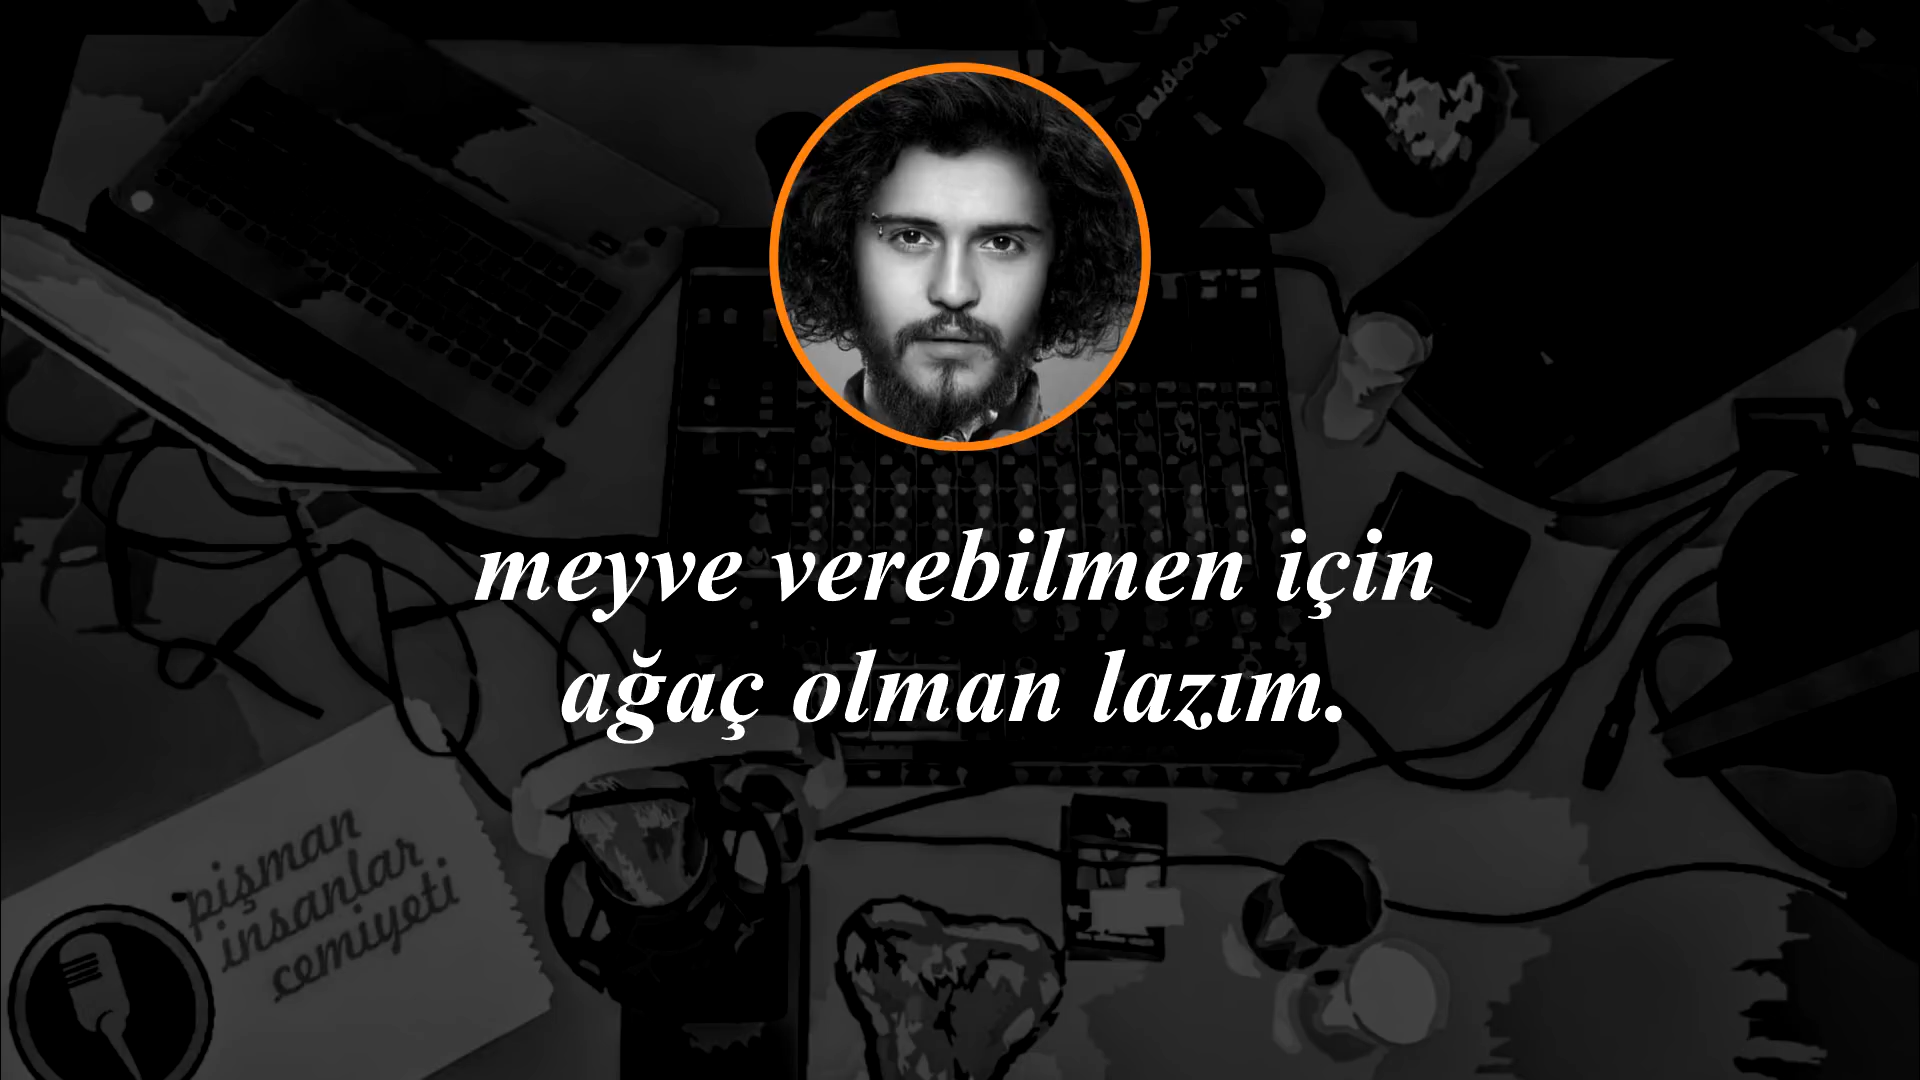 meyve verebilmen için
ağaç olman lazım.
pişman
insanlar
cemiyeti